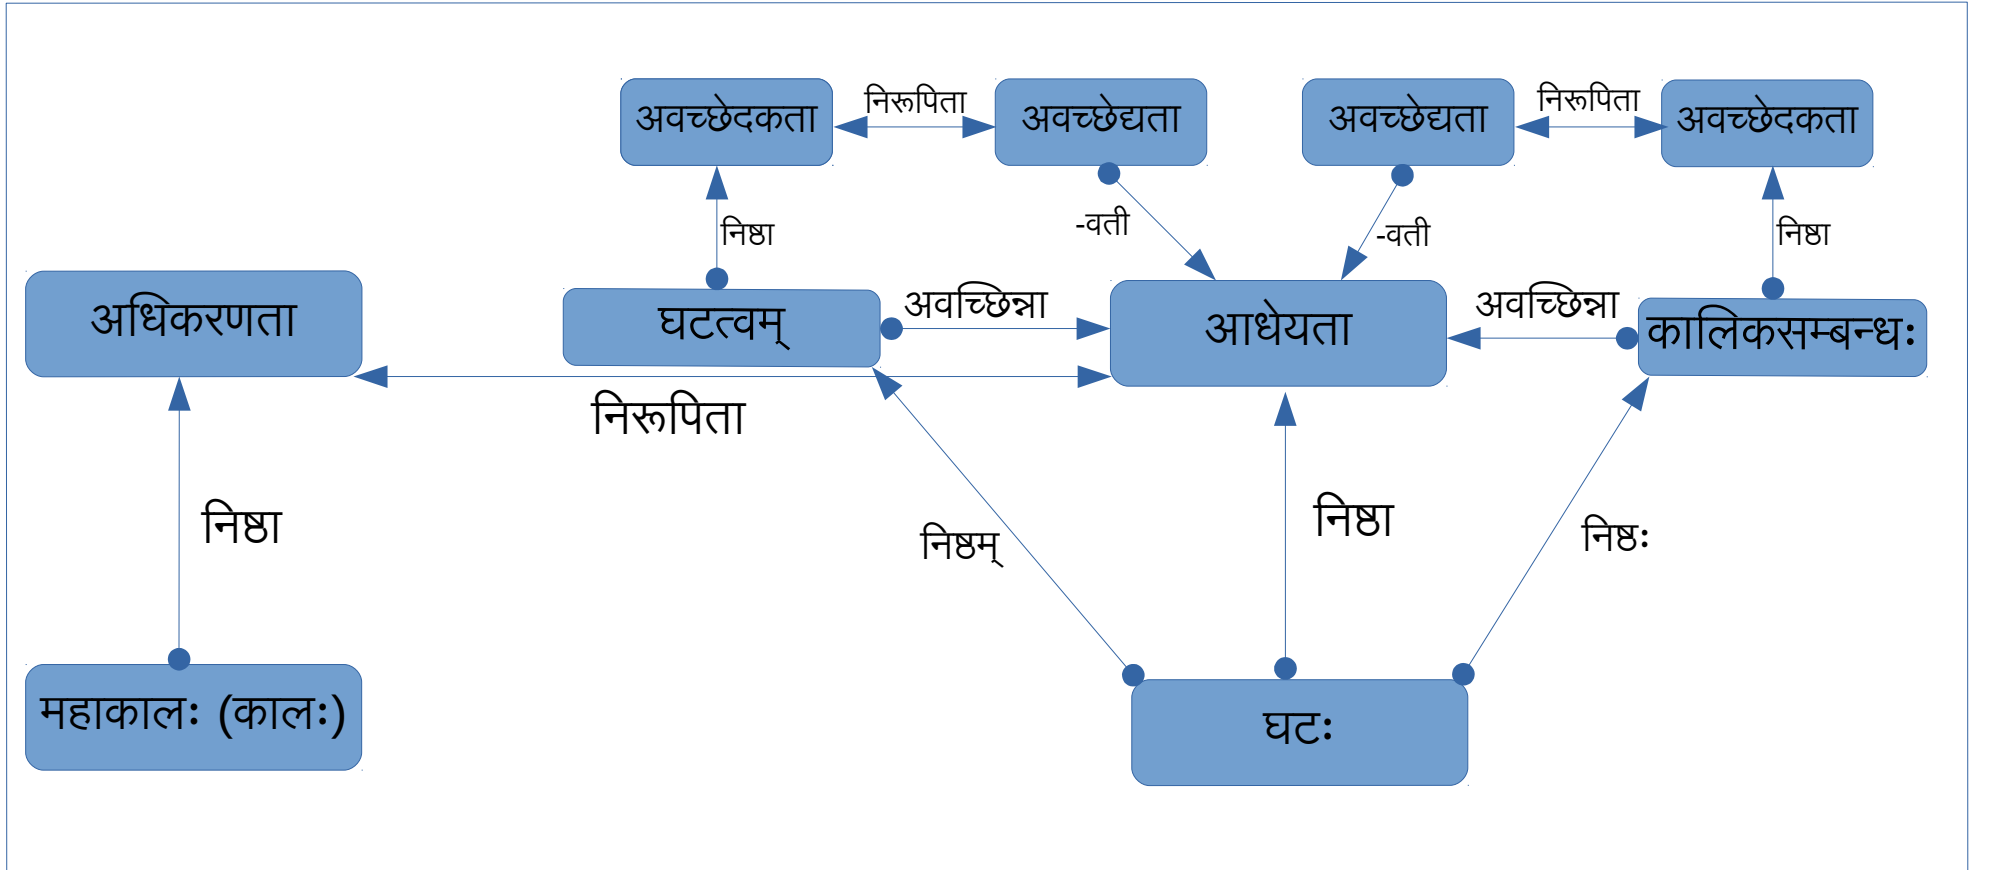 अवच्छेदकता
निरूपिता
अवच्छेद्यता
अवच्छेद्यता
निरूपिता
अवच्छेदकता
निष्ठा
-वती
-वती
निष्ठा
अधिकरणता
घटत्वम्
अवच्छिन्ना
आधेयता
अवच्छिन्ना
कालिकसम्बन्धः
निरूपिता
निष्ठा
निष्ठम्
निष्ठा
निष्ठः
महाकालः (कालः)
घटः